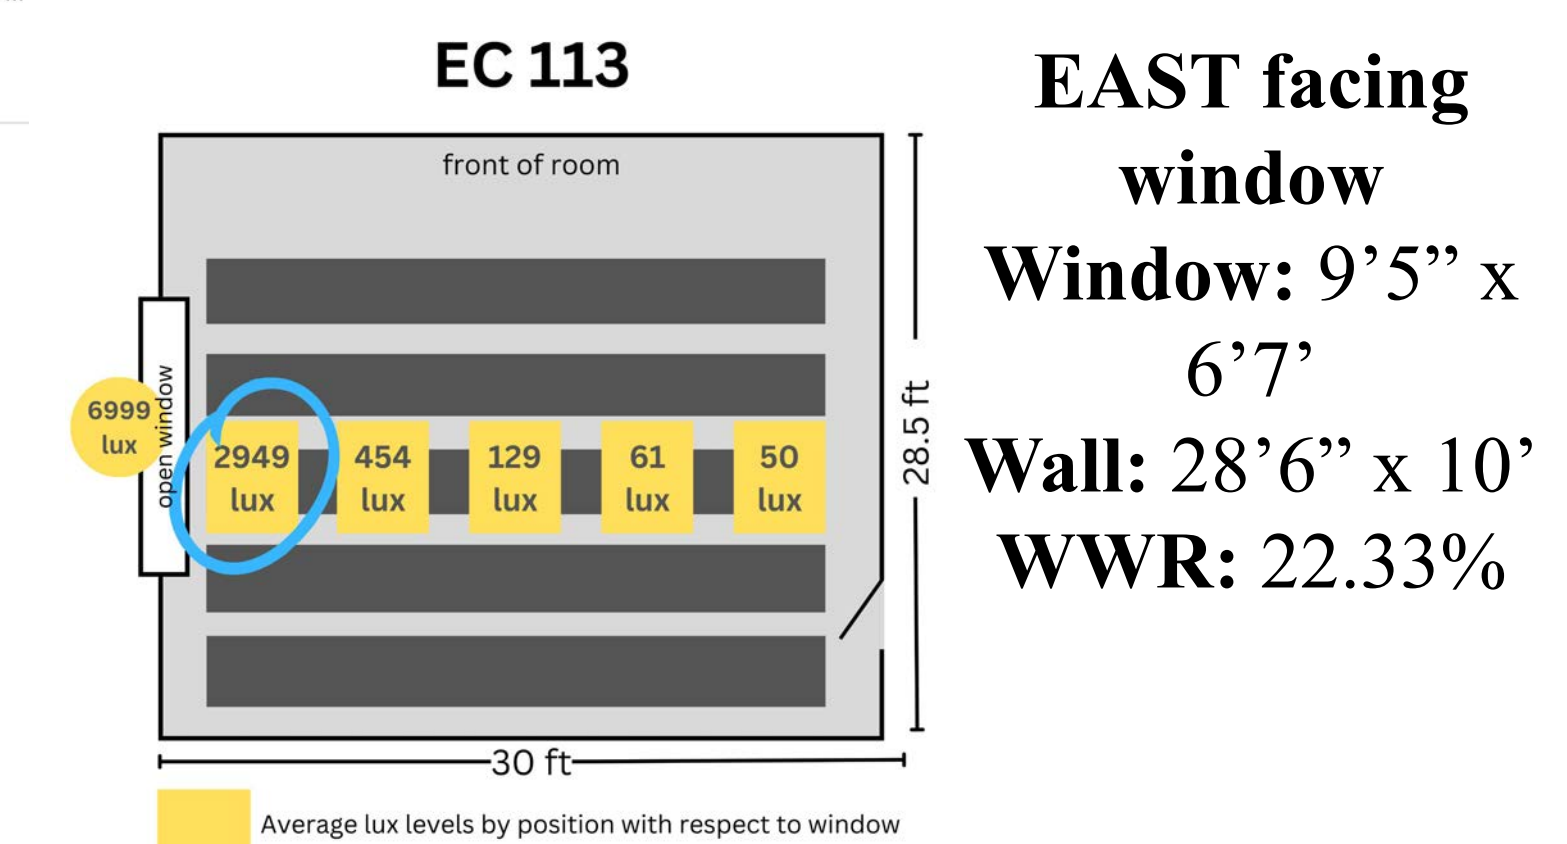 EC 113
front of room
6999
lux
open window
2949
lux
454
lux
129
lux
61
lux
50
lux
28.5 ft
30 ft
Average lux levels by position with respect to window
EAST facing
window
Window: 9’5” x
6’7’
Wall: 28’6” x 10’
WWR: 22.33%